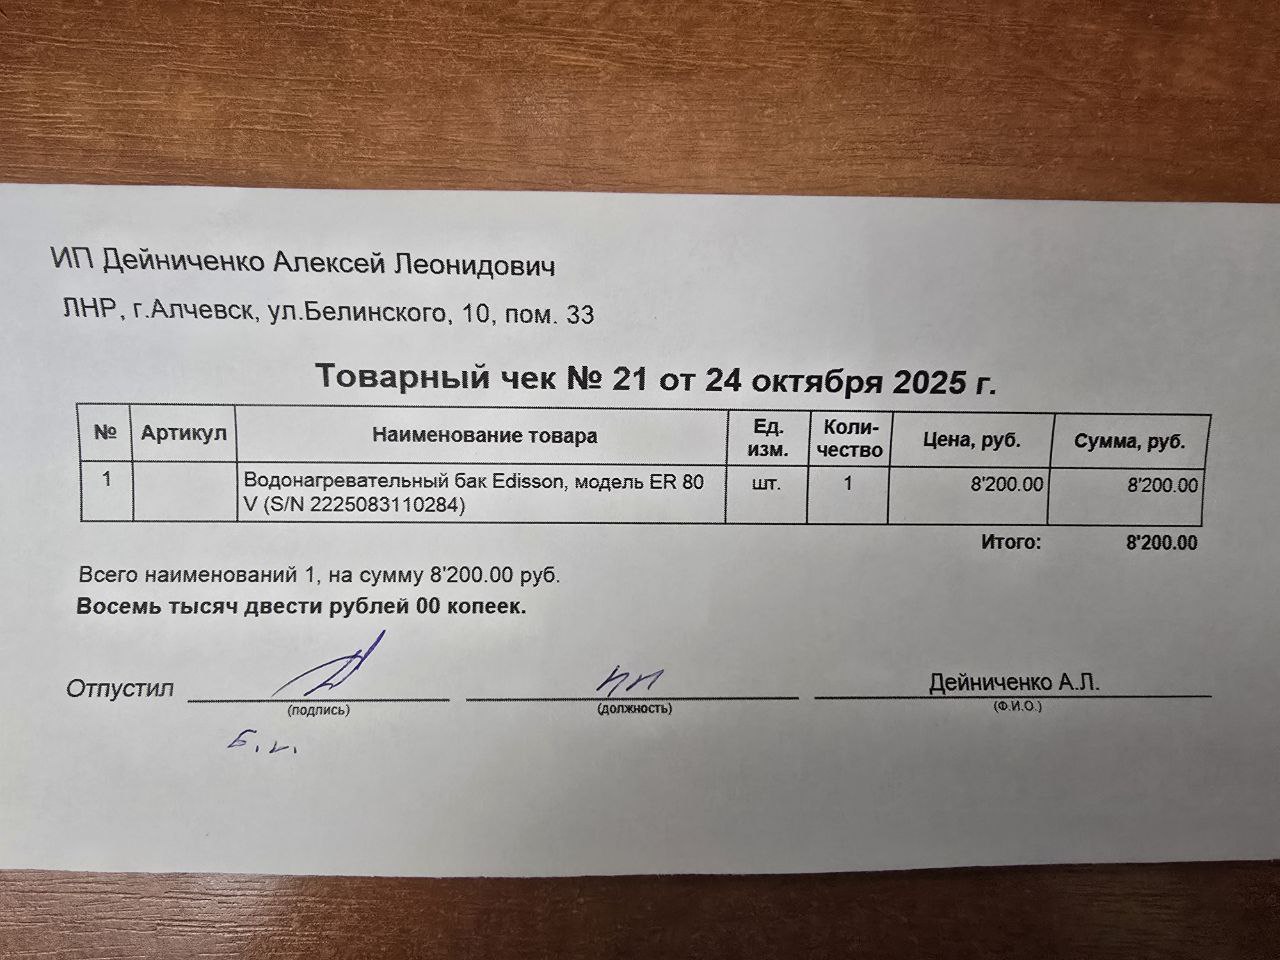 ИП Дейниченко Алексей Леонидович
ЛНР, г.Алчевск, ул.Белинского, 10, пом. 33
Товарный чек № 21 от 24 октября 2025 г.
№ Артикул Наименование товара Ед. изм. Коли-чество Цена, руб. Сумма, руб.
1 Водонагревательный бак Edisson, модель ER 80 шт. 1 8'200.00 8'200.00
V (S/N 2225083110284)
Итого: 8'200.00
Всего наименований 1, на сумму 8'200.00 руб.
Восемь тысяч двести рублей 00 копеек.
Отпустил Дейниченко А.Л.
(подпись) (должность) (Ф.И.О.)